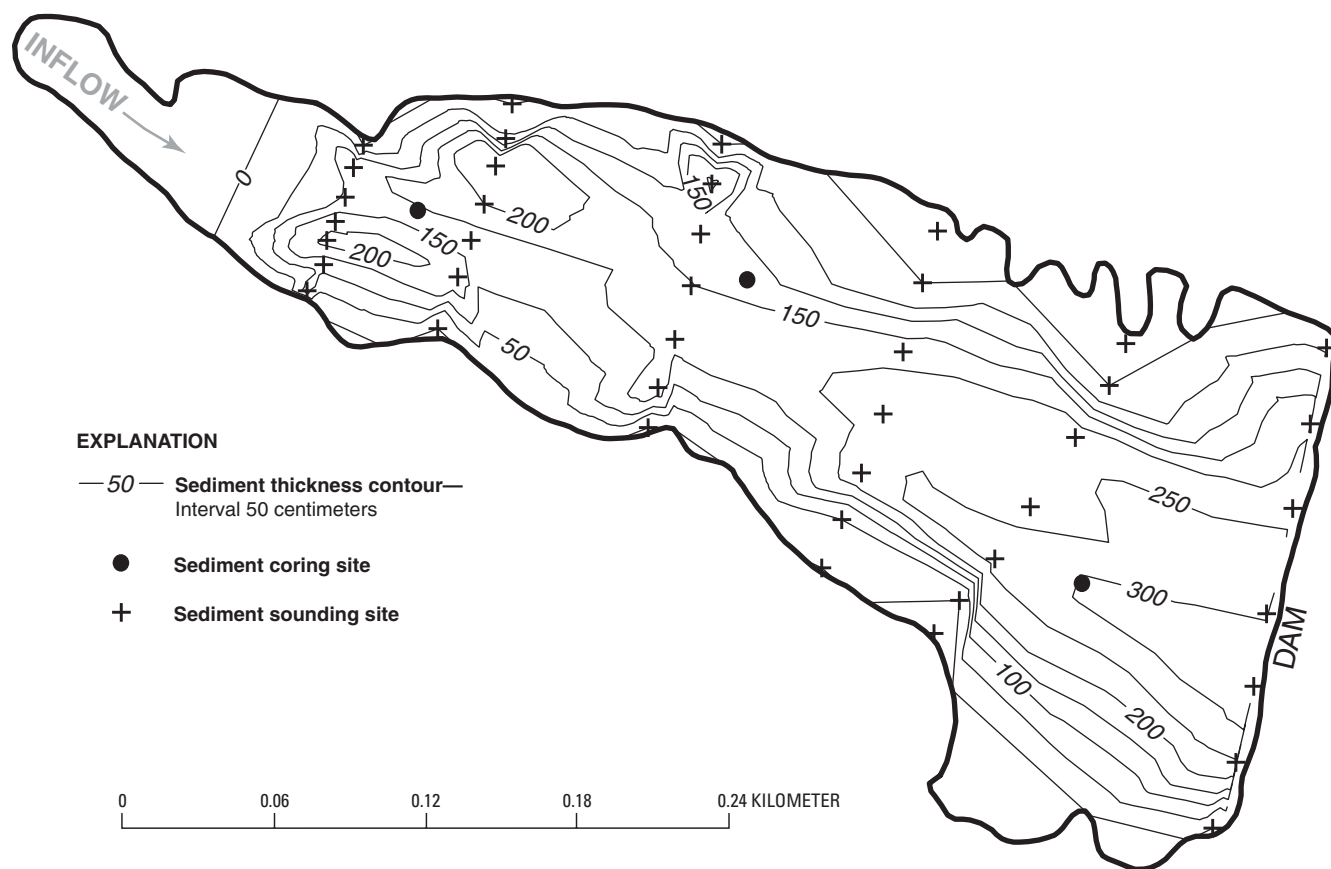 INFLOW
0
150
200
150
200
50
150
250
300
DAM
100
200
EXPLANATION
50 Sediment thickness contour—
Interval 50 centimeters
Sediment coring site
Sediment sounding site
0 0.06 0.12 0.18 0.24 KILOMETER